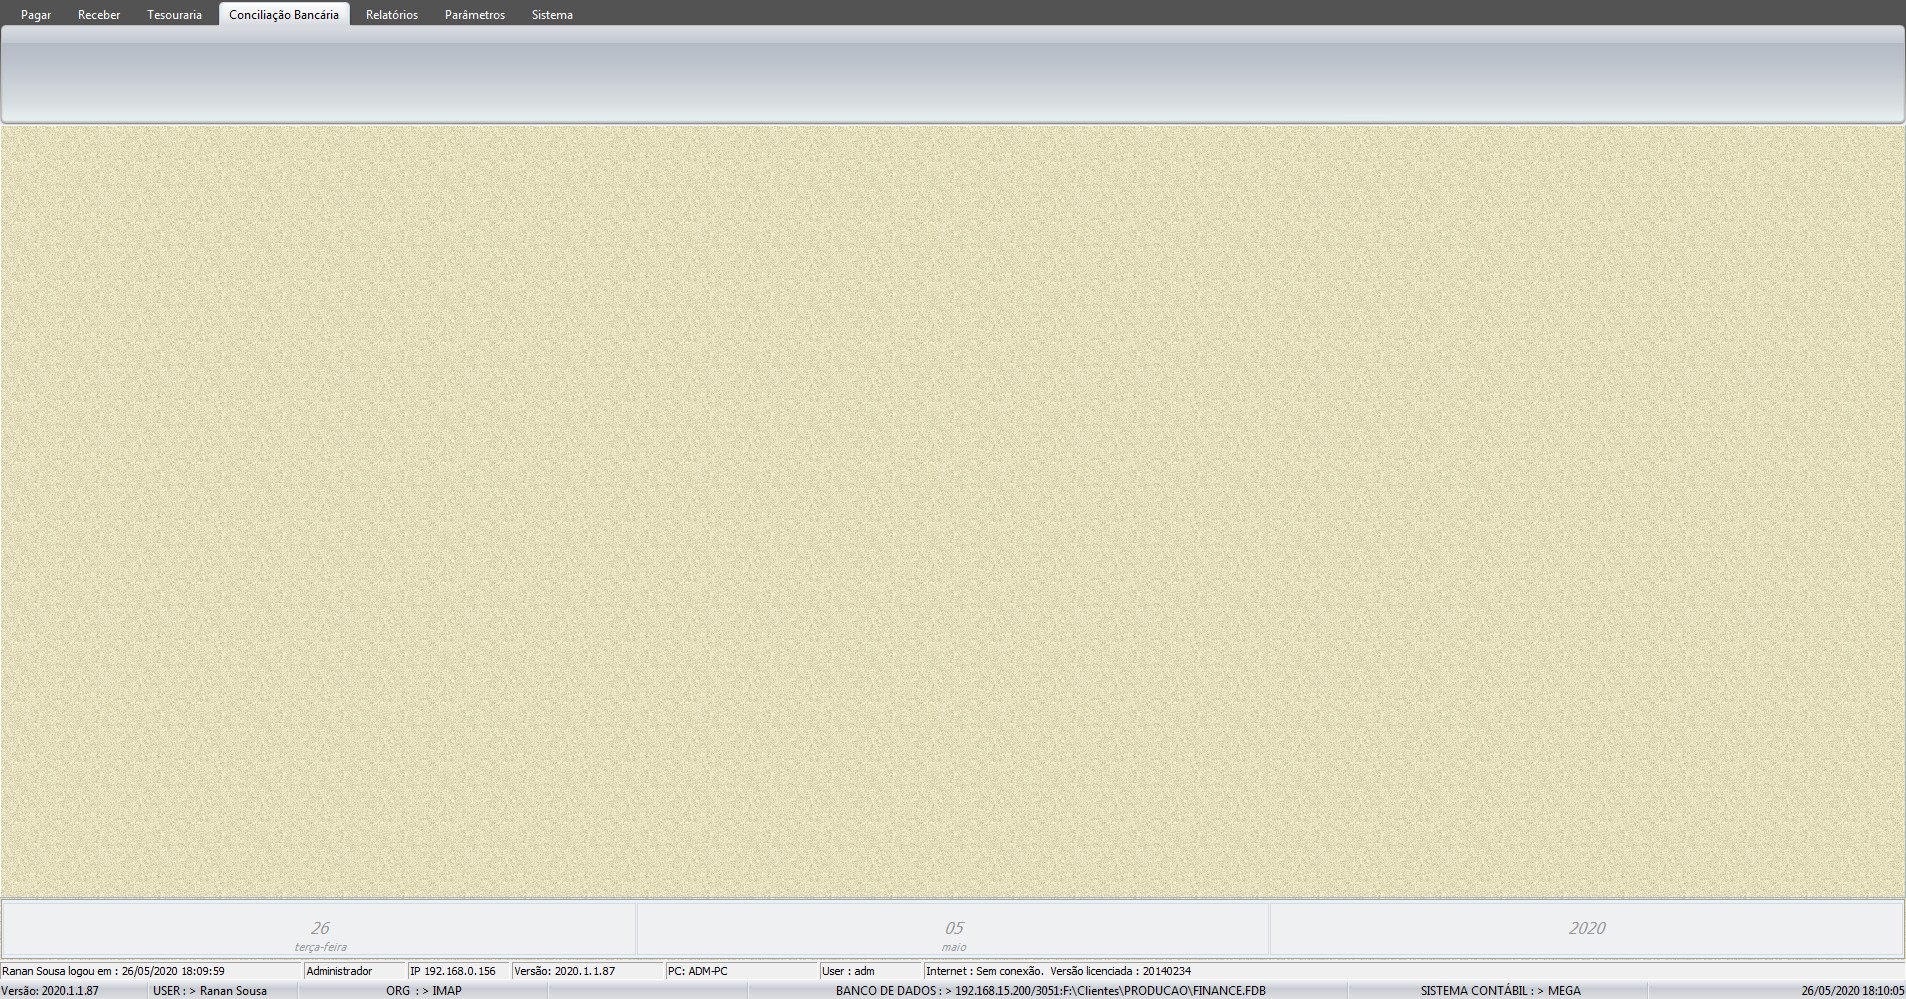 Pagar Receber Tesouraria Conciliação Bancária Relatórios Parâmetros Sistema
26 05 2020
terça-feira maio
Ranan Sousa logou em : 26/05/2020 18:09:59 Administrador IP 192.168.0.156 Versão: 2020.1.1.87 PC: ADM-PC User : adm Internet : Sem conexão. Versão licenciada : 20140234
Versão: 2020.1.1.87 USER : > Ranan Sousa ORG : > IMAP BANCO DE DADOS : > 192.168.15.200/3051:F:\Clientes\PRODUCAO\FINANCE.FDB SISTEMA CONTÁBIL : > MEGA 26/05/2020 18:10:05